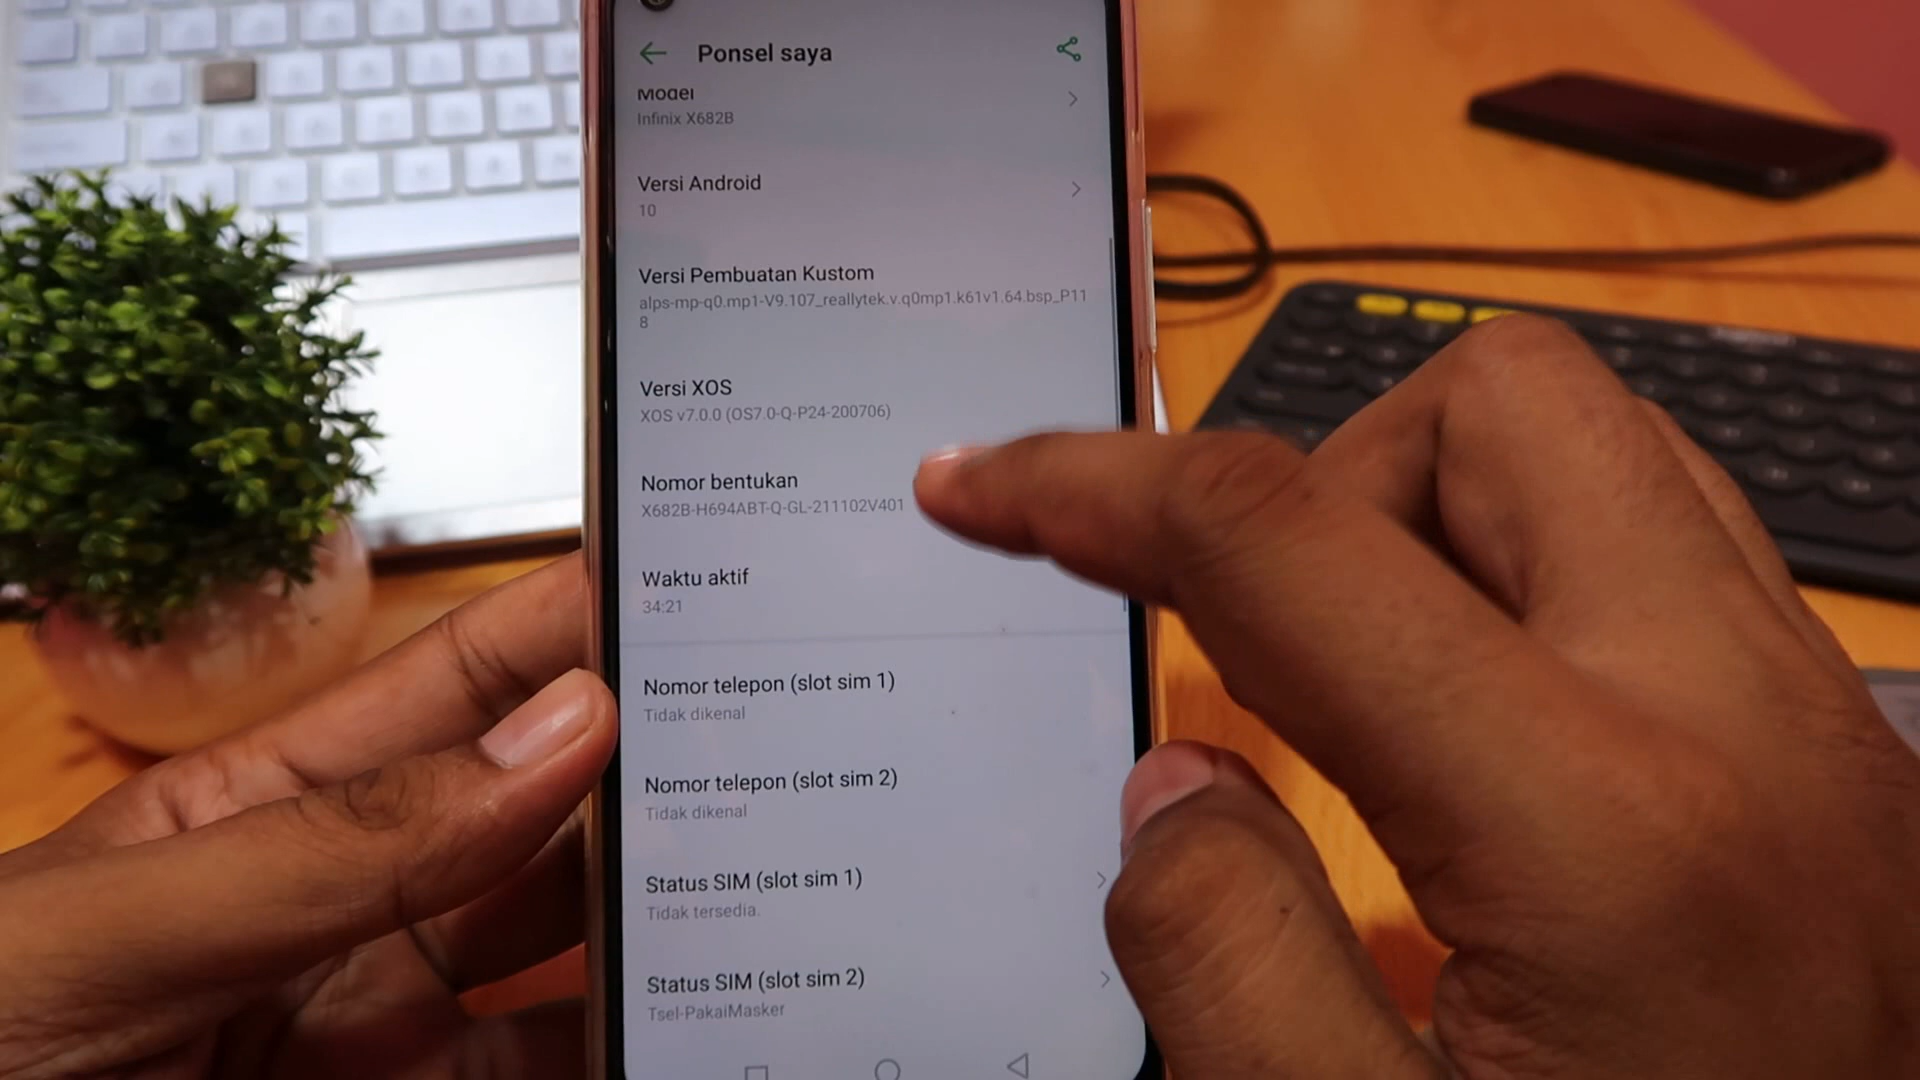 Ponsel saya
Model
Infinix X682B
Versi Android
10
Versi Pembuatan Kustom
alps-mp-q0.mp1-V9.107_reallytek.v.q0mp1.k61v1.64.bsp_P11
8
Versi XOS
XOS v7.0.0 (OS7.0-Q-P24-200706)
Nomor bentukan
X682B-H694ABT-Q-GL-211102V401
Waktu aktif
34:21
Nomor telepon (slot sim 1)
Tidak dikenal
Nomor telepon (slot sim 2)
Tidak dikenal
Status SIM (slot sim 1)
Tidak tersedia.
Status SIM (slot sim 2)
Tsel-PakaiMasker